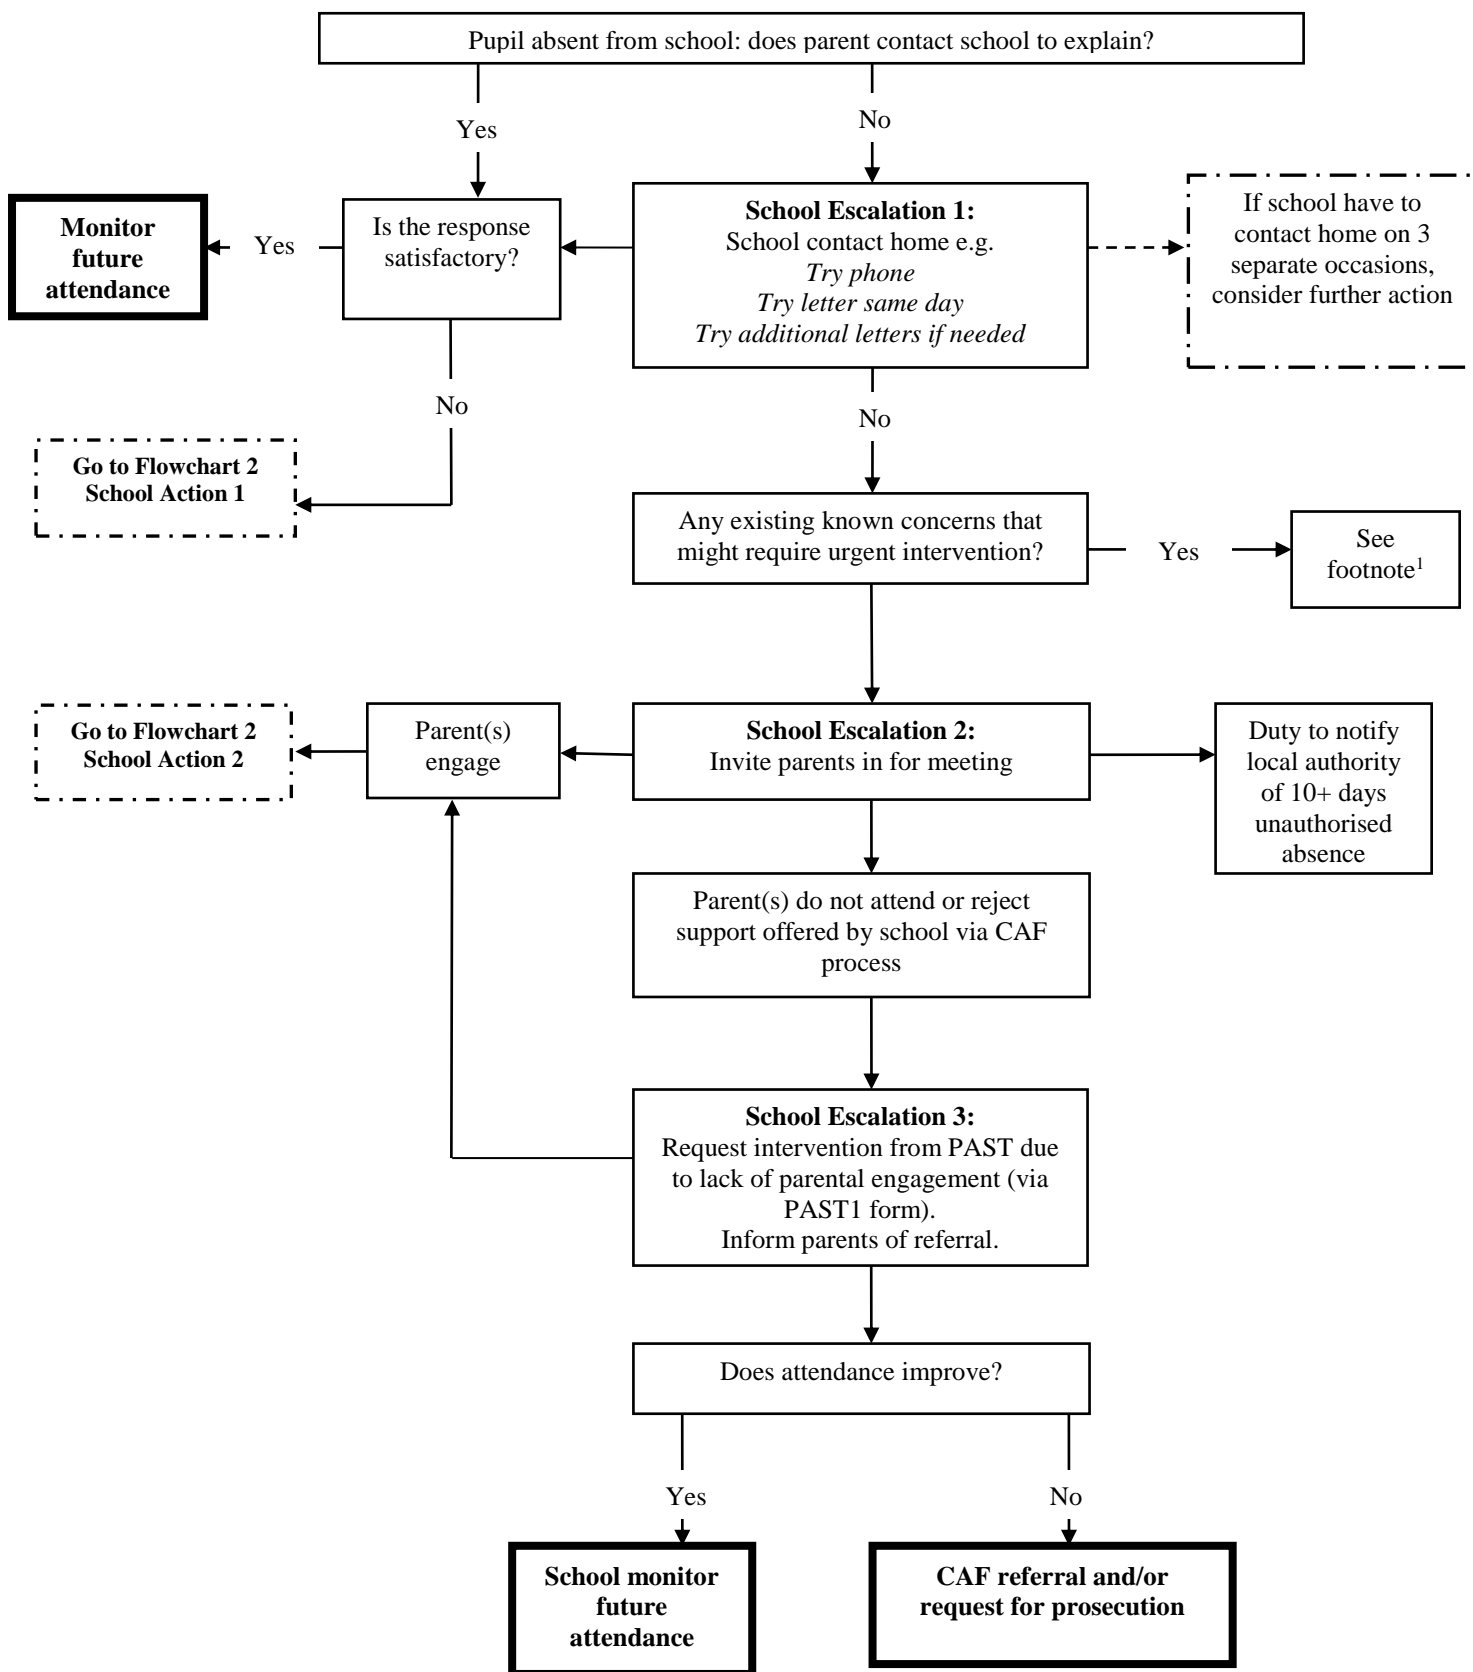 Pupil absent from school: does parent contact school to explain?
Yes
No
Monitor
future
attendance
Yes
Is the response
satisfactory?
School Escalation 1:
School contact home e.g.
Try phone
Try letter same day
Try additional letters if needed
If school have to
contact home on 3
separate occasions,
consider further action
No
No
Go to Flowchart 2
School Action 1
Any existing known concerns that
might require urgent intervention?
Yes
See
footnote1
Go to Flowchart 2
School Action 2
Parent(s)
engage
School Escalation 2:
Invite parents in for meeting
Duty to notify
local authority
of 10+ days
unauthorised
absence
Parent(s) do not attend or reject
support offered by school via CAF
process
School Escalation 3:
Request intervention from PAST due
to lack of parental engagement (via
PAST1 form).
Inform parents of referral.
Does attendance improve?
Yes
No
School monitor
future
attendance
CAF referral and/or
request for prosecution